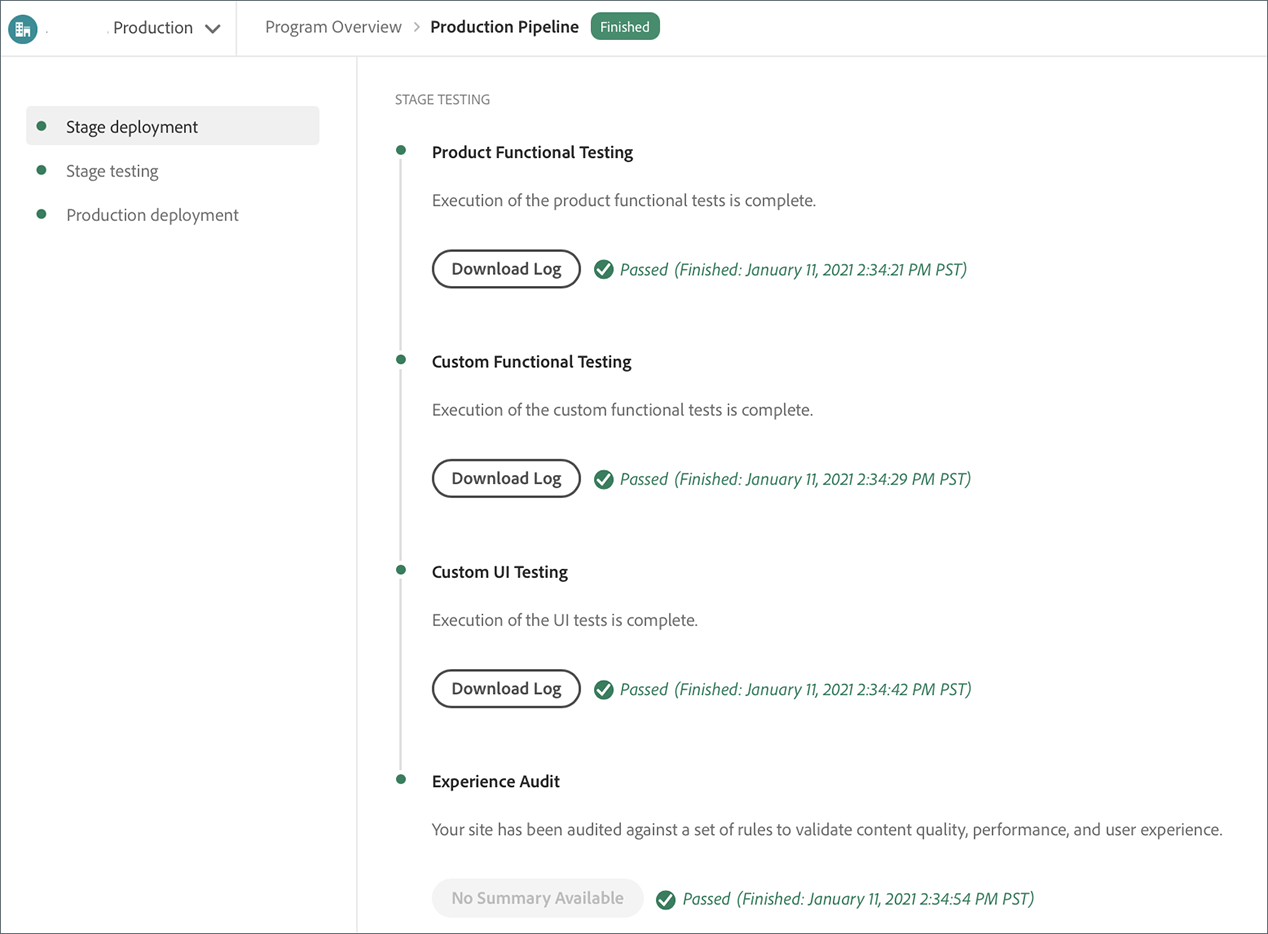 Production
Program Overview > Production Pipeline Finished
Stage deployment
Stage testing
Production deployment
STAGE TESTING
Product Functional Testing
Execution of the product functional tests is complete.
Download Log Passed (Finished: January 11, 2021 2:34:21 PM PST)
Custom Functional Testing
Execution of the custom functional tests is complete.
Download Log Passed (Finished: January 11, 2021 2:34:29 PM PST)
Custom UI Testing
Execution of the UI tests is complete.
Download Log Passed (Finished: January 11, 2021 2:34:42 PM PST)
Experience Audit
Your site has been audited against a set of rules to validate content quality, performance, and user experience.
No Summary Available Passed (Finished: January 11, 2021 2:34:54 PM PST)